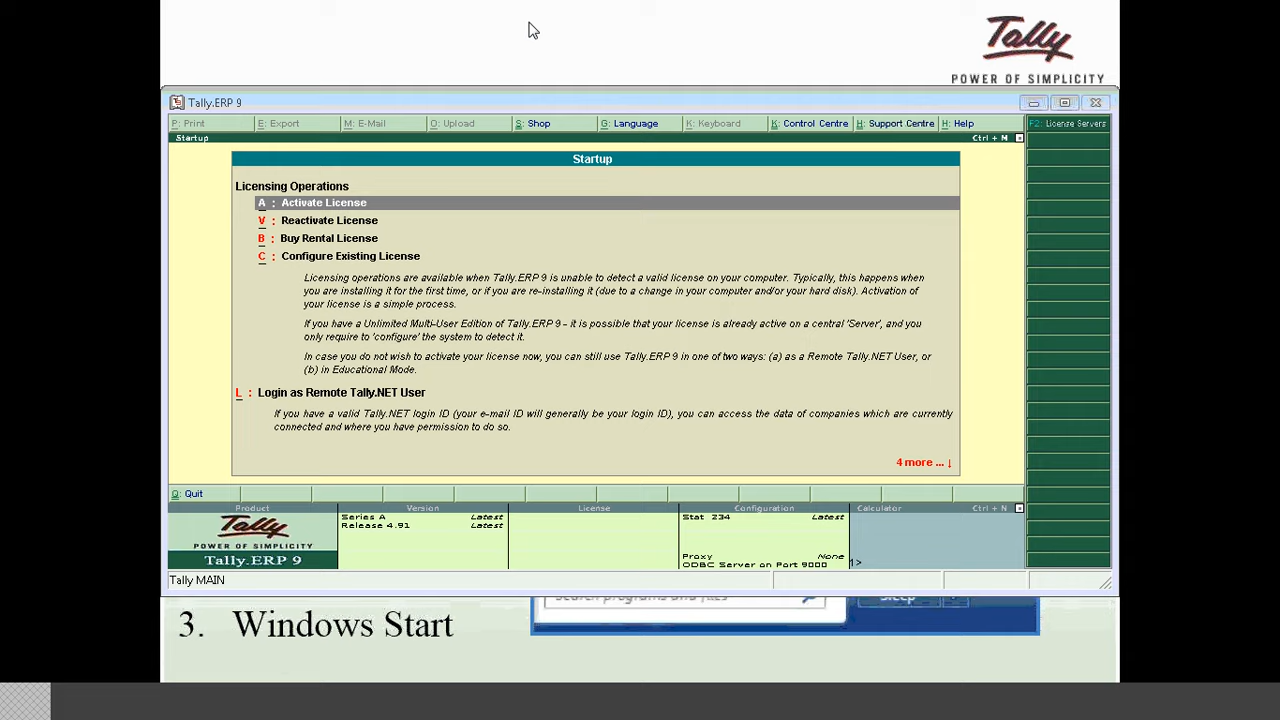 Tally
POWER OF SIMPLICITY
Tally.ERP 9
P: Print E: Export M: E-Mail O: Upload S: Shop G: Language K: Keyboard K: Control Centre H: Support Centre H: Help F2: License Servers
Startup Ctrl + N
Startup
Licensing Operations
A : Activate License
V : Reactivate License
B : Buy Rental License
C : Configure Existing License
Licensing operations are available when Tally.ERP 9 is unable to detect a valid license on your computer. Typically, this happens when
you are installing it for the first time, or if you are re-installing it (due to a change in your computer and/or your hard disk). Activation of
your license is a simple process.
If you have a Unlimited Multi-User Edition of Tally.ERP 9 - it is possible that your license is already active on a central 'Server', and you
only require to 'configure' the system to detect it.
In case you do not wish to activate your license now, you can still use Tally.ERP 9 in one of two ways: (a) as a Remote Tally.NET User, or
(b) in Educational Mode.
L : Login as Remote Tally.NET User
If you have a valid Tally.NET login ID (your e-mail ID will generally be your login ID), you can access the data of companies which are currently
connected and where you have permission to do so.
4 more ... ↓
Q: Quit
Product Version License Configuration Calculator Ctrl + N
Tally
POWER OF SIMPLICITY
Tally.ERP 9
Series A Latest
Release 4.91 Latest
Stat 234 Latest
Proxy None
ODBC Server on Port 9000
1>
Tally MAIN
Search programs and files
Sleep
3. Windows Start